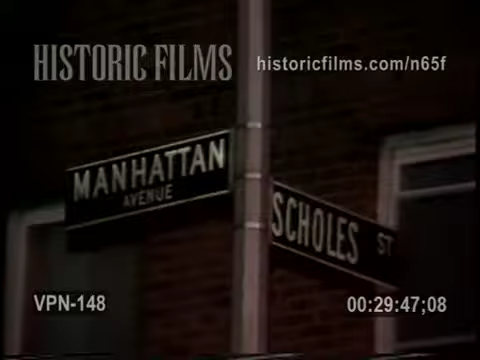 HISTORIC FILMS
historicfilms.com/n65f
MANHATTAN
AVENUE
SCHOLES ST
VPN-148
00:29:47;08